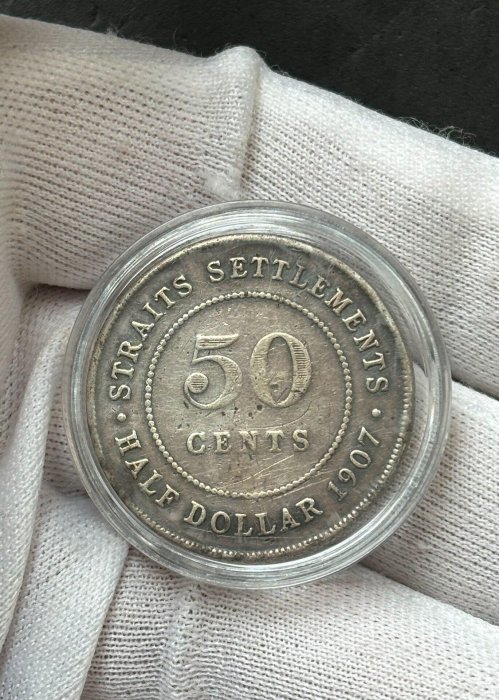 STRAITS SETTLEMENTS
50
CENTS
HALF DOLLAR 1907